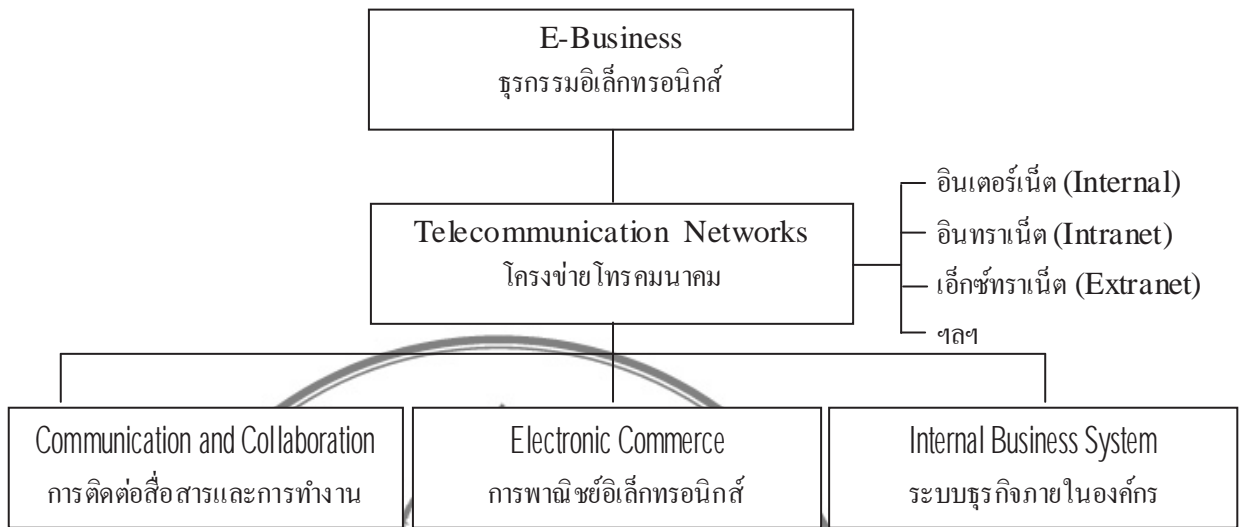 E-Business
ธุรกรรมอิเล็กทรอนิกส์
Telecommunication Networks
โครงข่ายโทรคมนาคม
อินเตอร์เน็ต (Internal)
อินทราเน็ต (Intranet)
เอ็กซ์ทราเน็ต (Extranet)
ฯลฯ
Communication and Collaboration
การติดต่อสื่อสารและการทำงาน
Electronic Commerce
การพาณิชย์อิเล็กทรอนิกส์
Internal Business System
ระบบธุรกิจภายในองค์กร